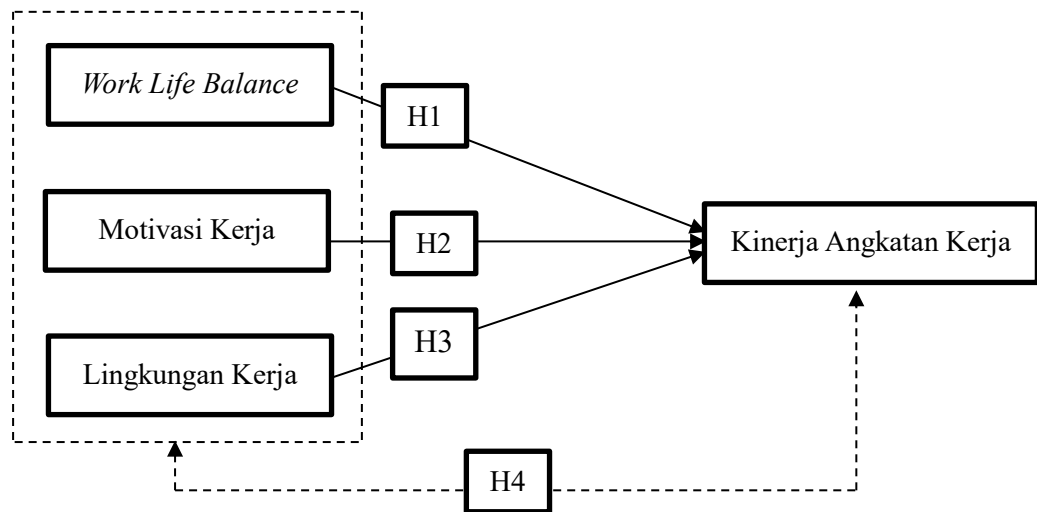 Work Life Balance
H1
Motivasi Kerja
H2
Kinerja Angkatan Kerja
H3
Lingkungan Kerja
H4